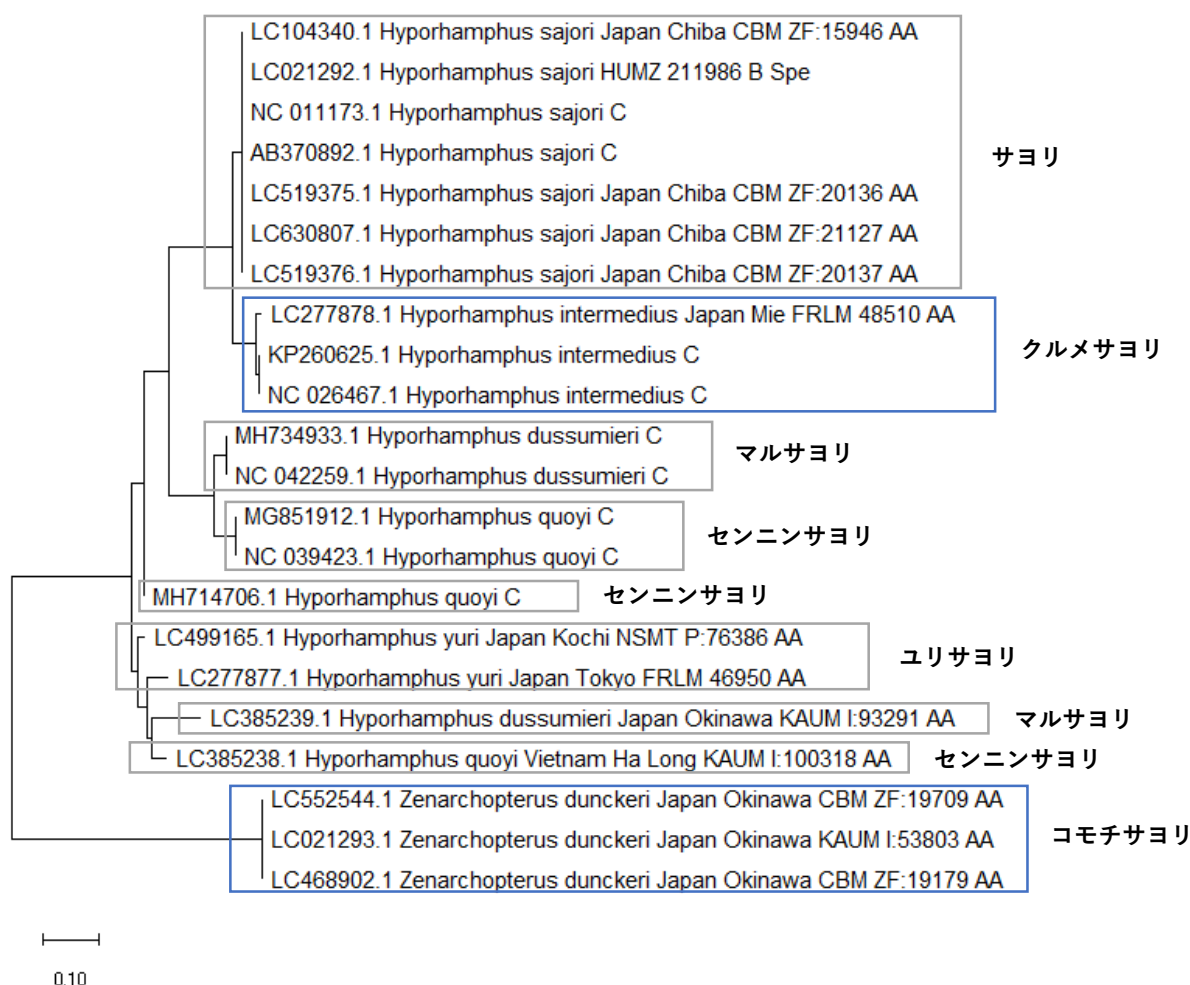 LC104340.1 Hyporhamphus sajori Japan Chiba CBM ZF:15946 AA
LC021292.1 Hyporhamphus sajori HUMZ 211986 B Spe
NC 011173.1 Hyporhamphus sajori C
AB370892.1 Hyporhamphus sajori C
サヨリ
LC519375.1 Hyporhamphus sajori Japan Chiba CBM ZF:20136 AA
LC630807.1 Hyporhamphus sajori Japan Chiba CBM ZF:21127 AA
LC519376.1 Hyporhamphus sajori Japan Chiba CBM ZF:20137 AA
LC277878.1 Hyporhamphus intermedius Japan Mie FRLM 48510 AA
KP260625.1 Hyporhamphus intermedius C
クルメサヨリ
NC 026467.1 Hyporhamphus intermedius C
MH734933.1 Hyporhamphus dussumieri C
マルサヨリ
NC 042259.1 Hyporhamphus dussumieri C
MG851912.1 Hyporhamphus quoyi C
センニンサヨリ
NC 039423.1 Hyporhamphus quoyi C
MH714706.1 Hyporhamphus quoyi C
センニンサヨリ
LC499165.1 Hyporhamphus yuri Japan Kochi NSMT P:76386 AA
ユリサヨリ
LC277877.1 Hyporhamphus yuri Japan Tokyo FRLM 46950 AA
LC385239.1 Hyporhamphus dussumieri Japan Okinawa KAUM I:93291 AA
マルサヨリ
LC385238.1 Hyporhamphus quoyi Vietnam Ha Long KAUM I:100318 AA
センニンサヨリ
LC552544.1 Zenarchopterus dunckeri Japan Okinawa CBM ZF:19709 AA
LC021293.1 Zenarchopterus dunckeri Japan Okinawa KAUM I:53803 AA
コモチサヨリ
LC468902.1 Zenarchopterus dunckeri Japan Okinawa CBM ZF:19179 AA
0.10